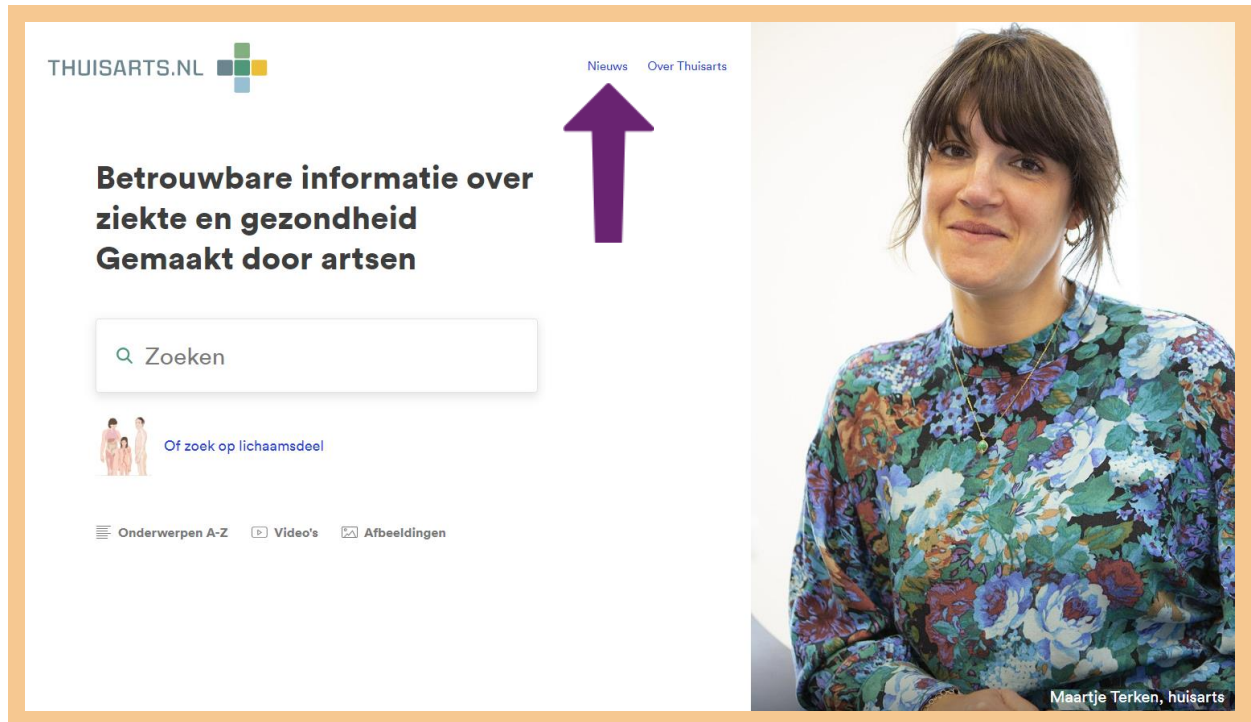 THUISARTS.NL
Nieuws Over Thuisarts
Betrouwbare informatie over
ziekte en gezondheid
Gemaakt door artsen
Zoeken
Of zoek op lichaamsdeel
Onderwerpen A-Z Video's Afbeeldingen
Maartje Terken, huisarts